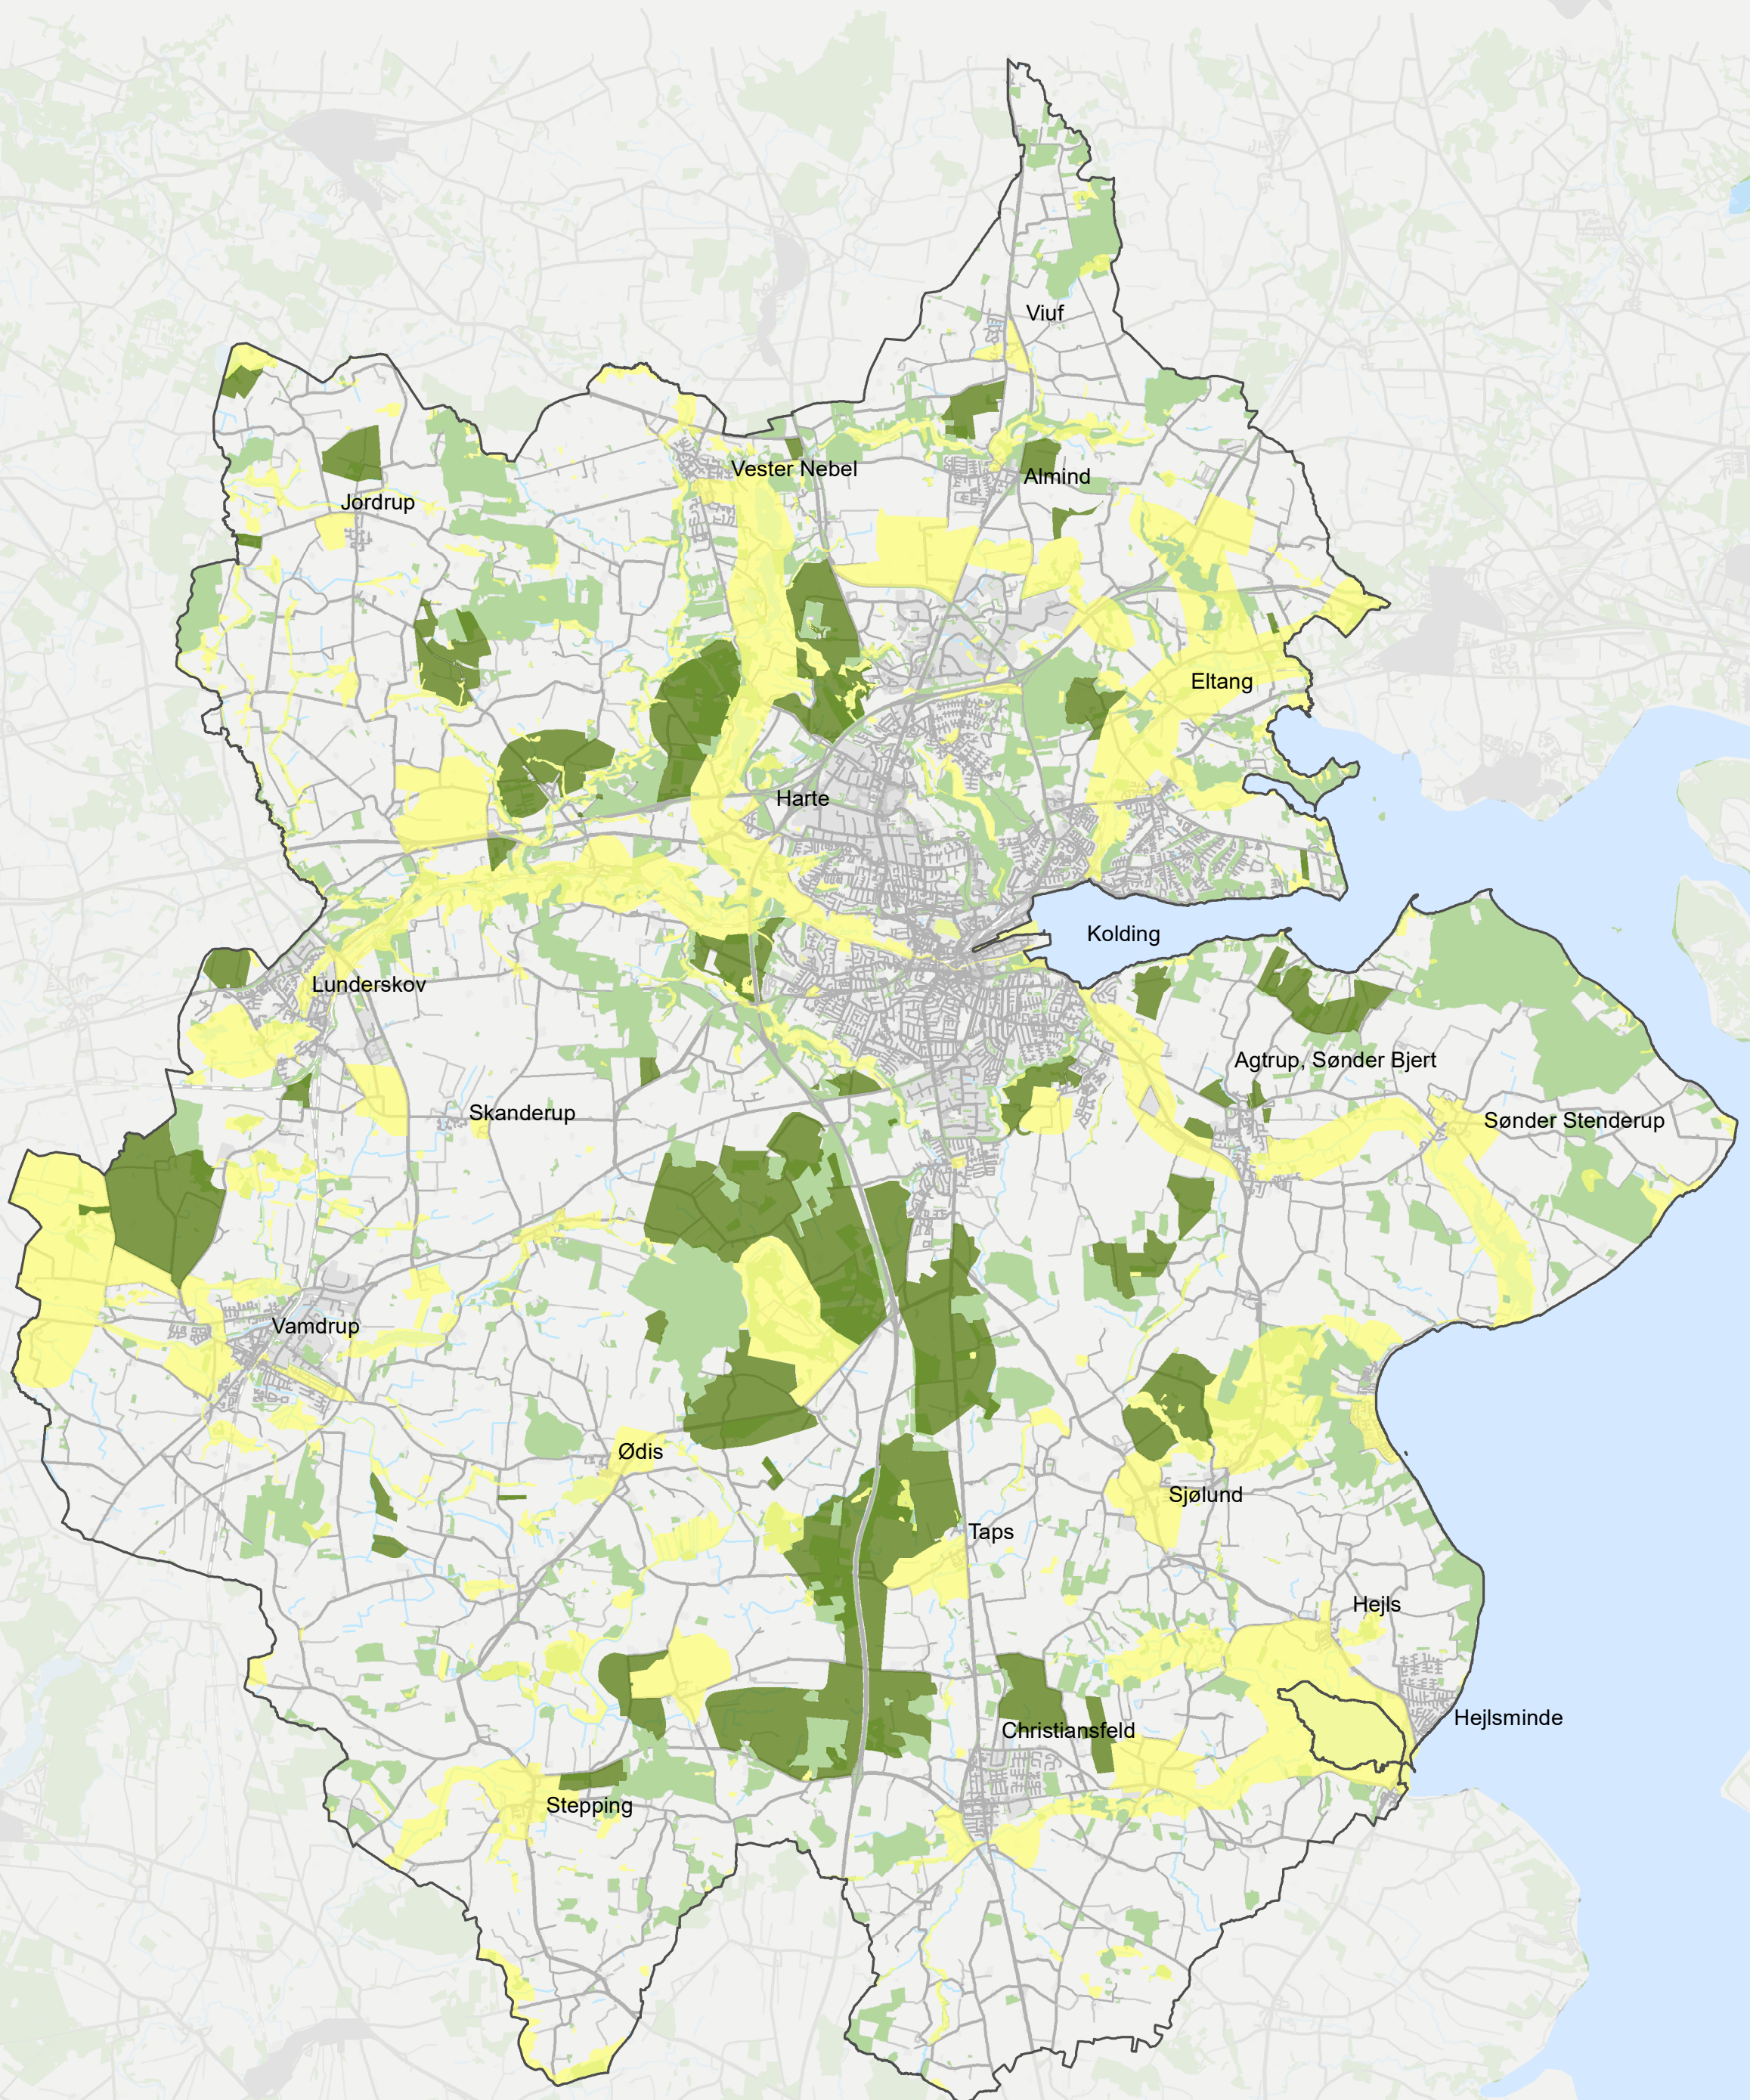 Viuf
Vester Nebel
Almind
Jordrup
Eltang
Harte
Kolding
Lunderskov
Agtrup, Sønder Bjert
Skanderup
Sønder Stenderup
Vamdrup
Ødis
Sjølund
Taps
Hejls
Hejlsminde
Christiansfeld
Stepping